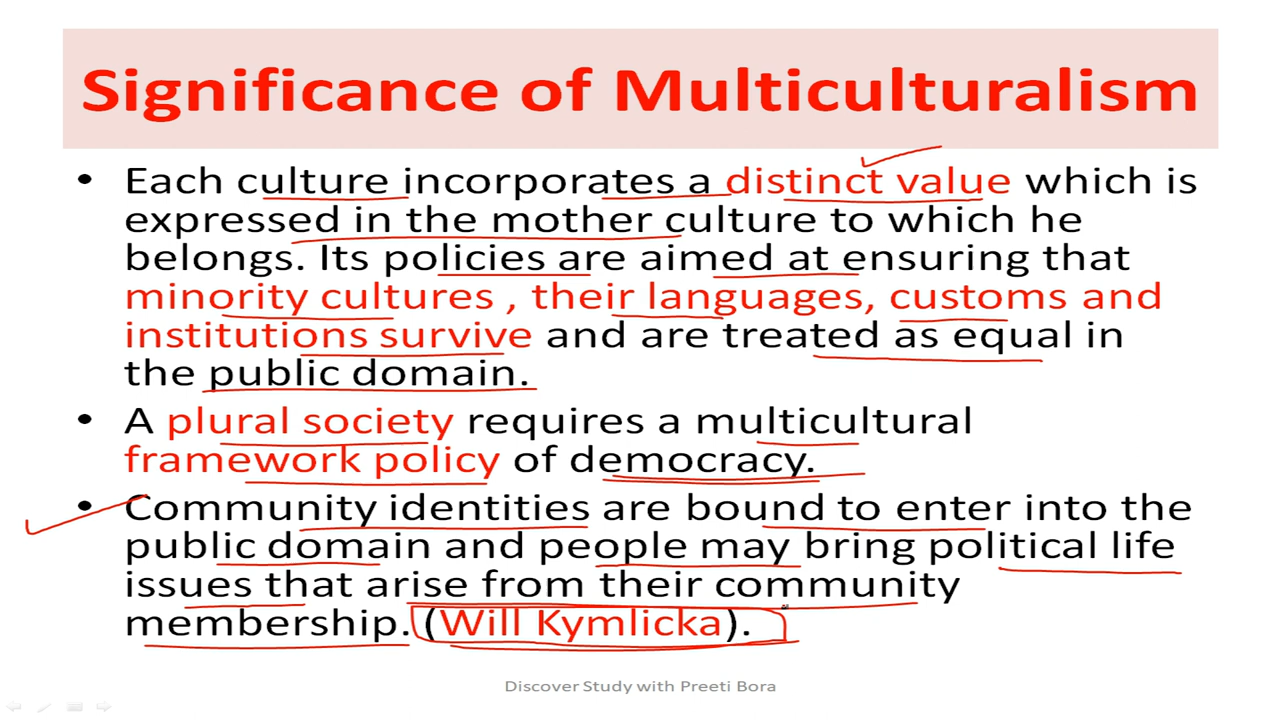 Significance of Multiculturalism
• Each culture incorporates a distinct value which is
expressed in the mother culture to which he
belongs. Its policies are aimed at ensuring that
minority cultures , their languages, customs and
institutions survive and are treated as equal in
the public domain.
• A plural society requires a multicultural
framework policy of democracy.
• Community identities are bound to enter into the
public domain and people may bring political life
issues that arise from their community
membership. (Will Kymlicka).
Discover Study with Preeti Bora